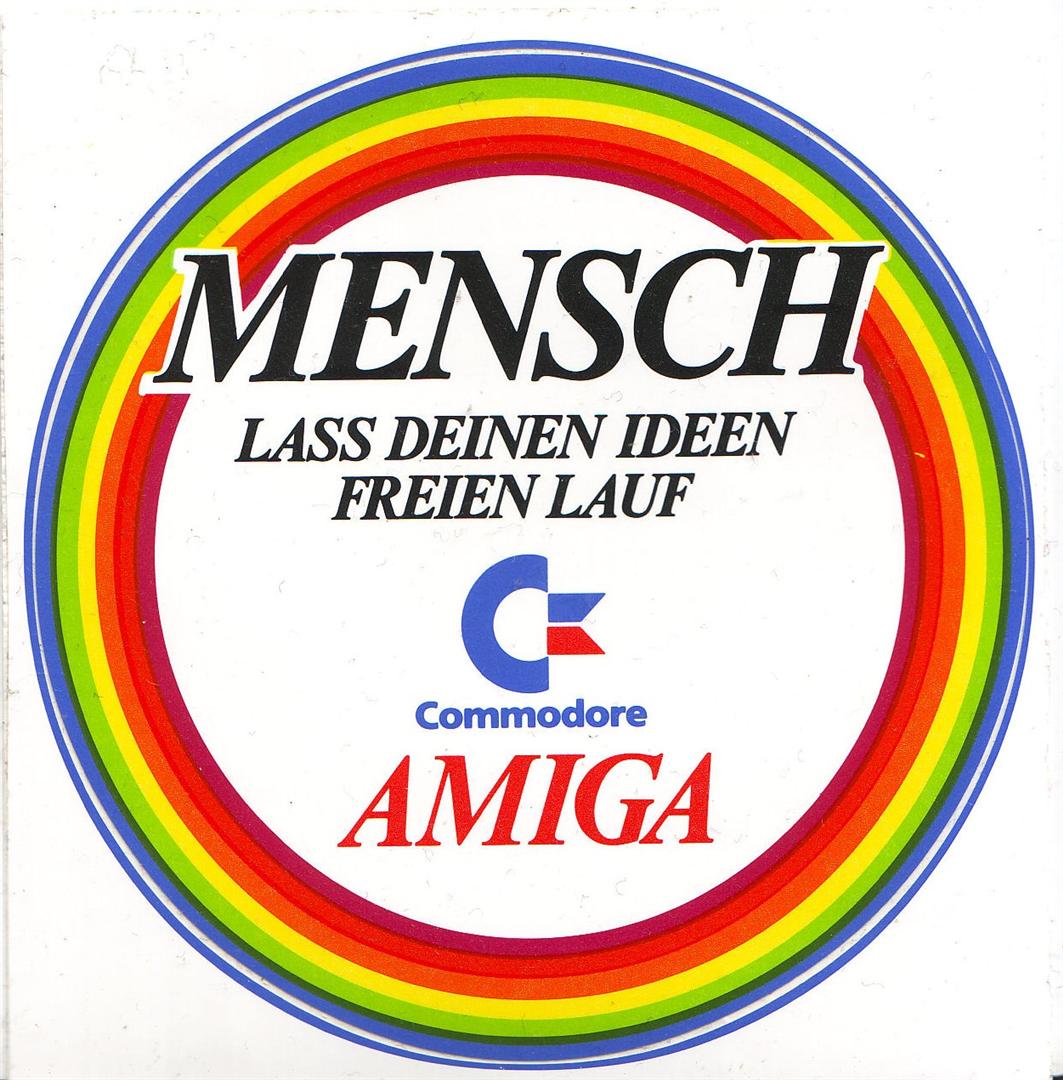 MENSCH
LASS DEINEN IDEEN
FREIEN LAUF
Commodore
AMIGA